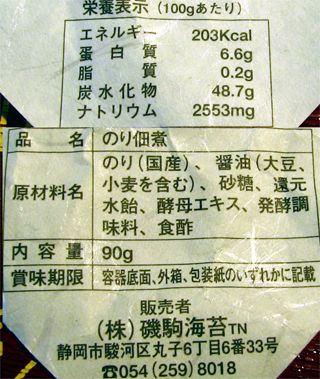 栄養表示(100gあたり)
エネルギー 203Kcal
蛋白質 6.6g
脂質 0.2g
炭水化物 48.7g
ナトリウム 2553mg
品名 のり佃煮
原材料名 のり(国産)、醤油(大豆、
小麦を含む)、砂糖、還元
水飴、酵母エキス、発酵調
味料、食酢
内容量 90g
賞味期限 容器底面、外箱、包装紙のいずれかに記載
販売者
(株)磯駒海苔TN
静岡市駿河区丸子6丁目6番33号
☎054(259)8018